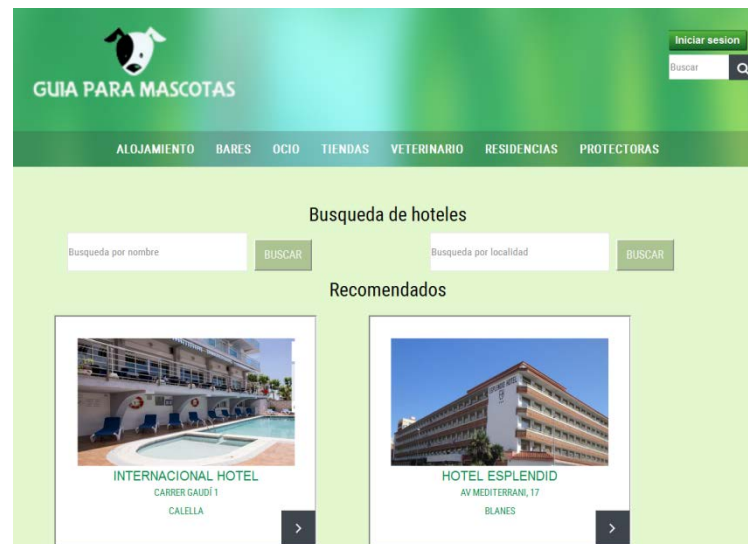 Iniciar sesion
Buscar
GUIA PARA MASCOTAS
ALOJAMIENTO BARES OCIO TIENDAS VETERINARIO RESIDENCIAS PROTECTORAS
Busqueda de hoteles
Busqueda por nombre BUSCAR Busqueda por localidad BUSCAR
Recomendados
INTERNACIONAL HOTEL
CARRER GAUDÍ 1
CALELLA
HOTEL ESPLENDID
AV MEDITERRANI, 17
BLANES